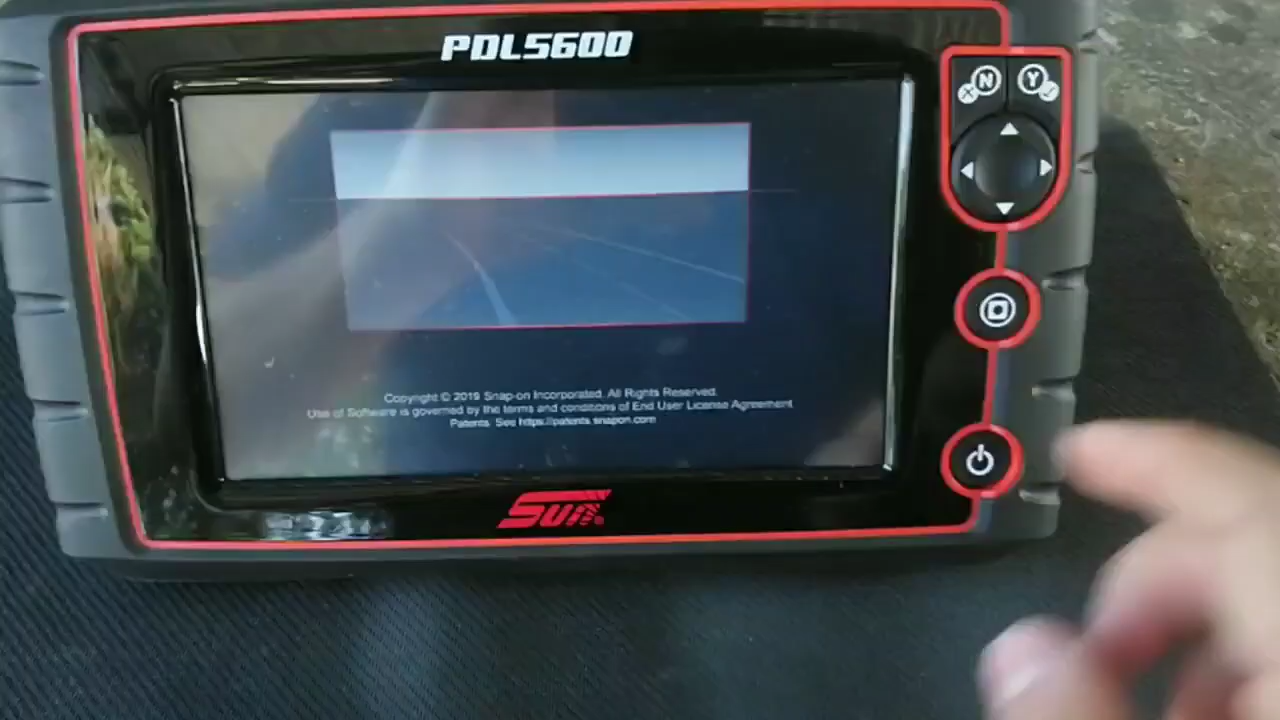 PDL5600
N
Y
Copyright © 2019 Snap-on Incorporated. All Rights Reserved.
Use of Software is governed by the terms and conditions of End User License Agreement
Patents. See https://patents.snapon.com
Sun